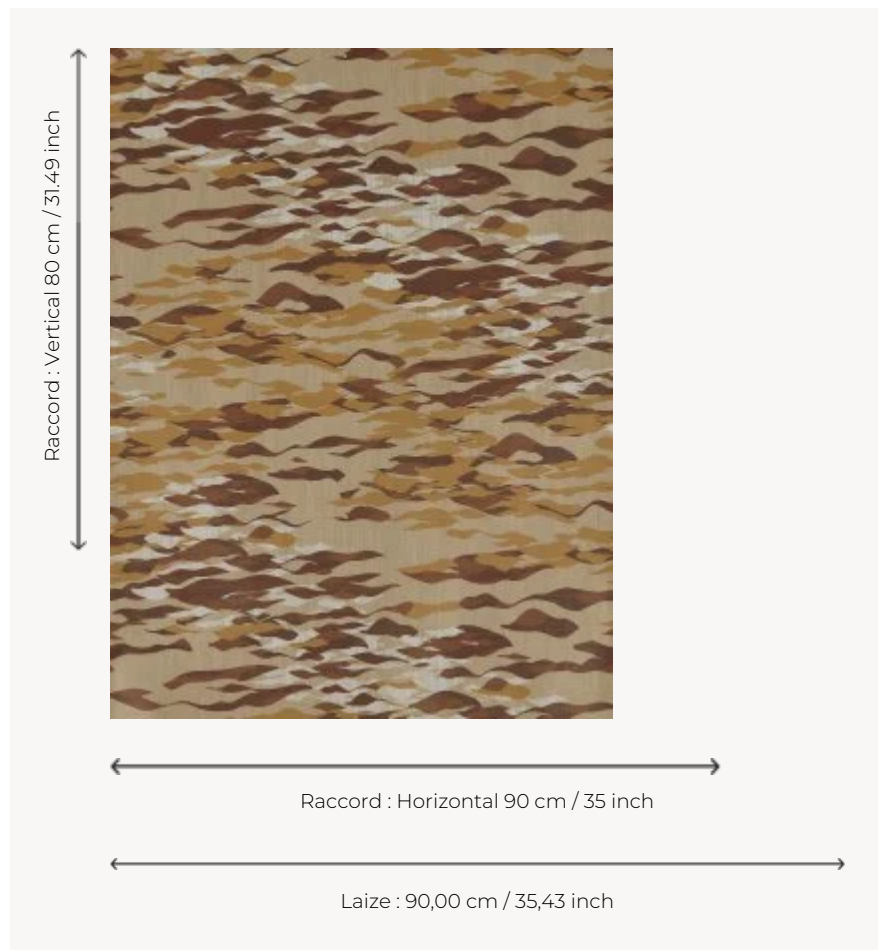 Raccord : Vertical 80 cm / 31.49 inch
Raccord : Horizontal 90 cm / 35 inch
Laize : 90,00 cm / 35,43 inch